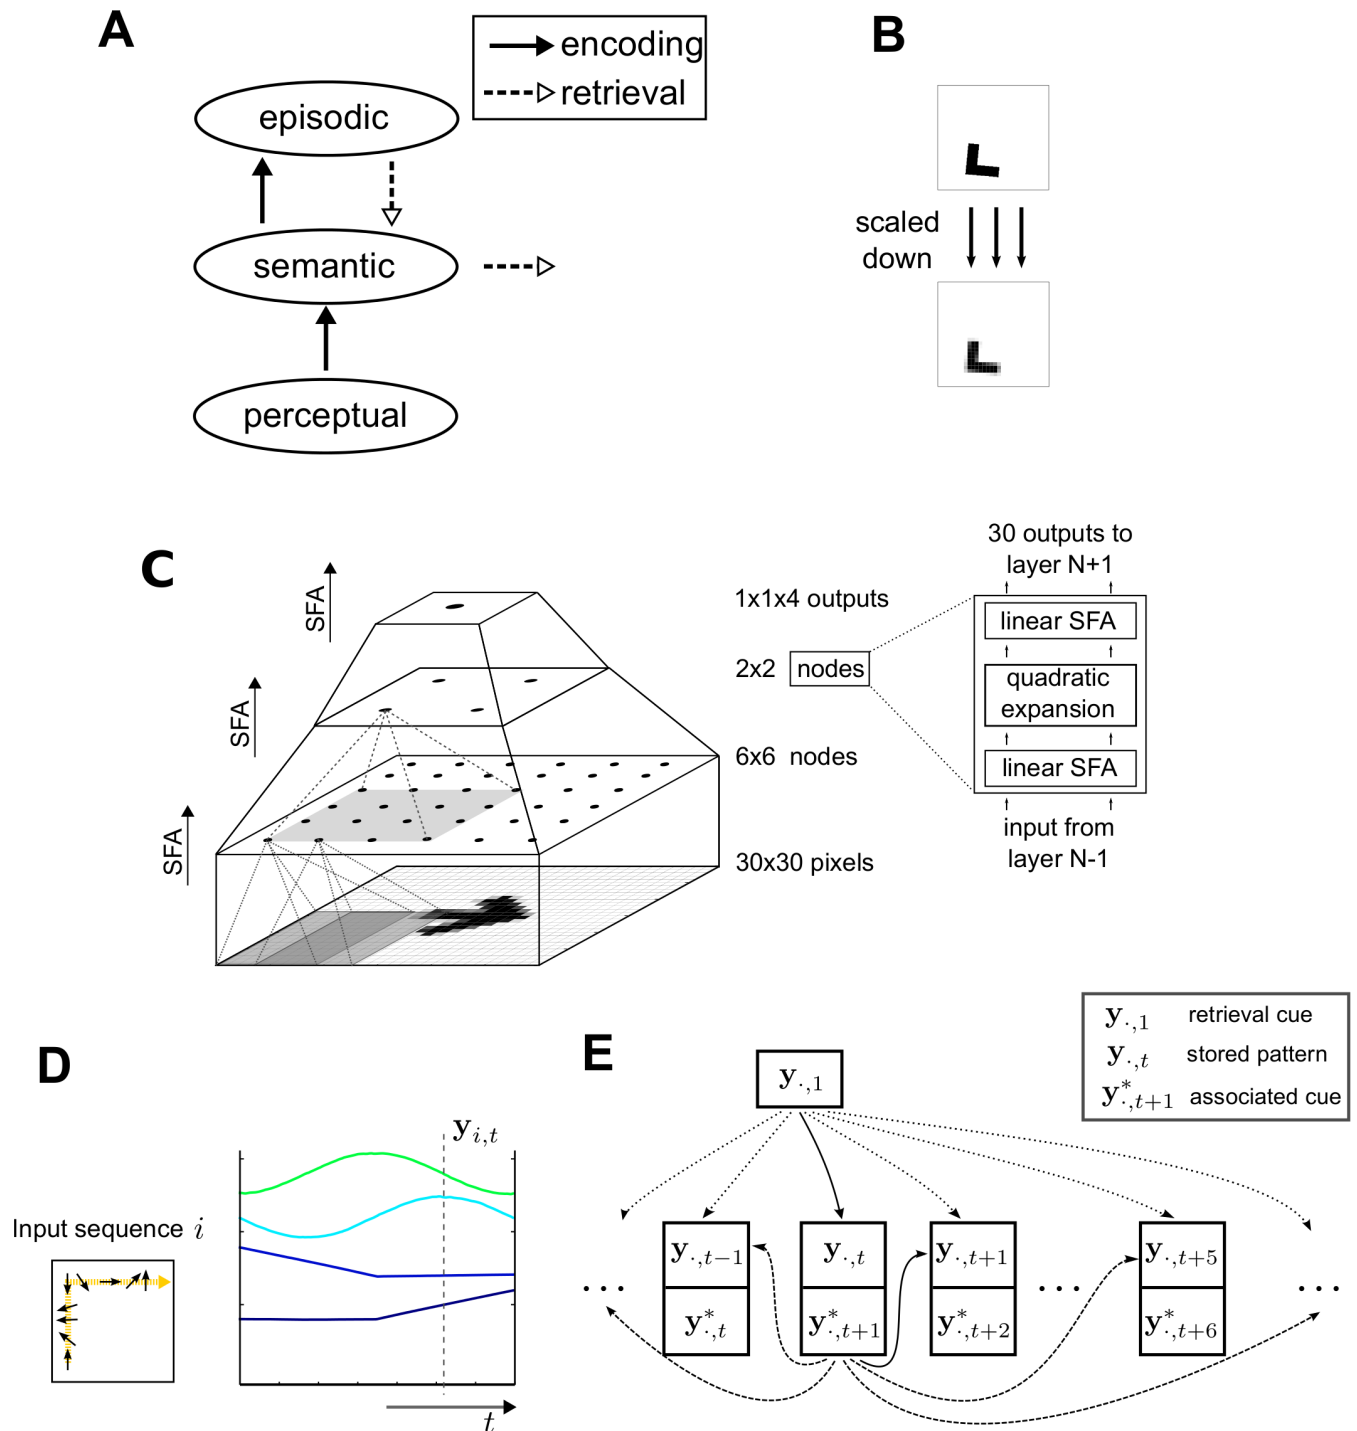 A
encoding
retrieval
episodic
semantic
perceptual
B
scaled
down
C
SFA
SFA
SFA
1x1x4 outputs
2x2 nodes
6x6 nodes
30x30 pixels
30 outputs to
layer N+1
linear SFA
quadratic
expansion
linear SFA
input from
layer N-1
D
Input sequence i
y_{i,t}
t
E
y_{·,1} retrieval cue
y_{·,t} stored pattern
y*_{·,t+1} associated cue
y_{·,1}
... y_{·,t-1} y_{·,t} y_{·,t+1} ... y_{·,t+5} ...
y*_{·,t} y*_{·,t+1} y*_{·,t+2} y*_{·,t+6}